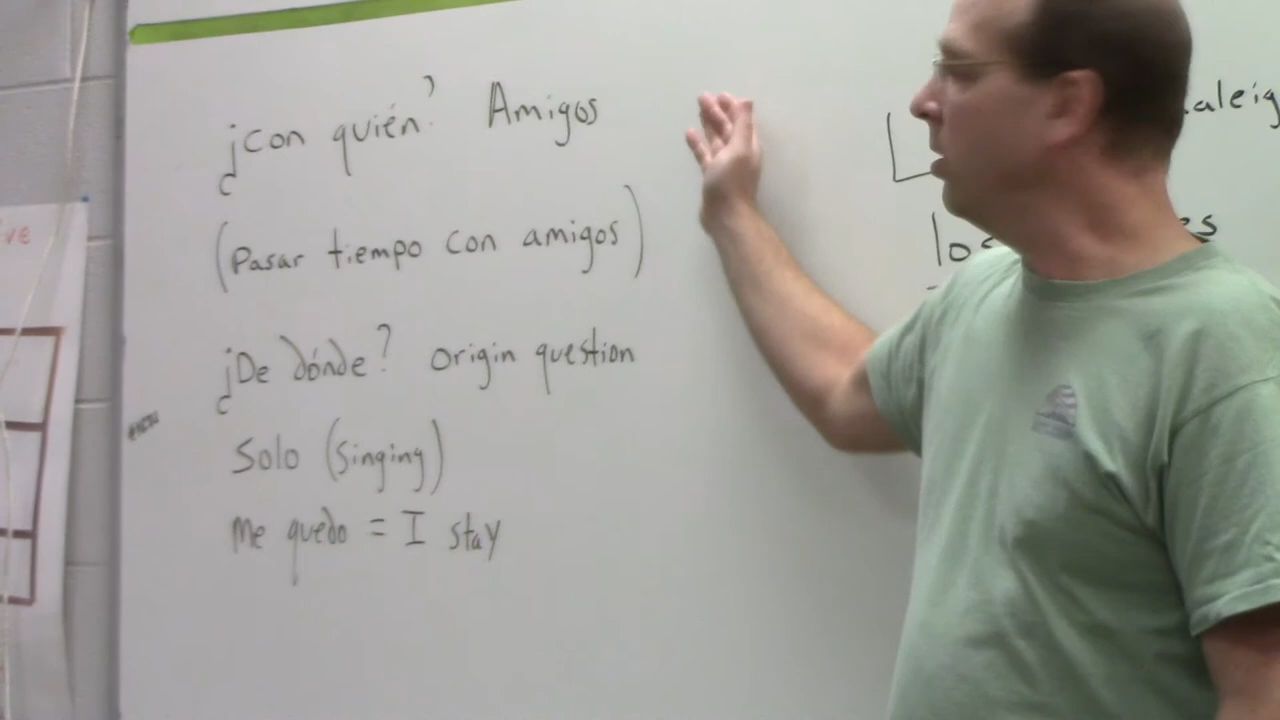 ¿Con quién? Amigos
(Pasar tiempo con amigos)
¿De dónde? origin question
Solo (singing)
Me quedo = I stay